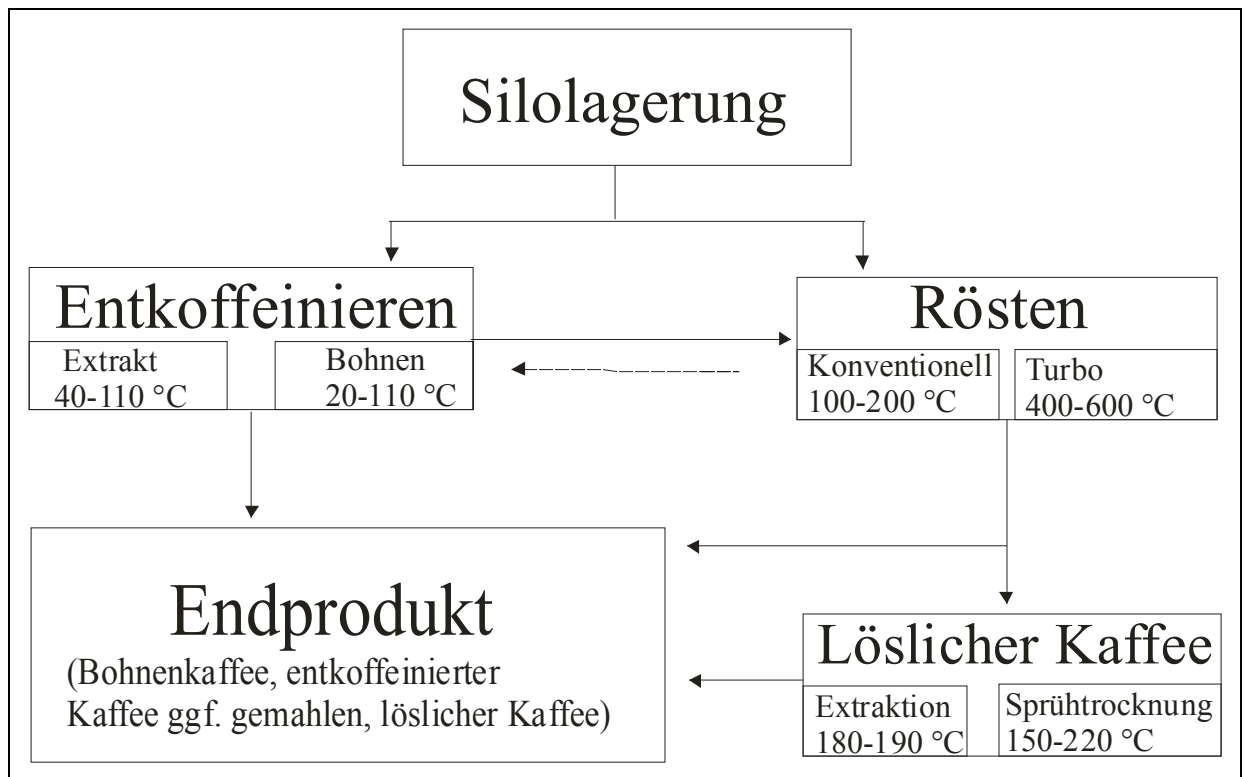 Silolagerung
Entkoffeinieren
Extrakt
40-110 °C
Bohnen
20-110 °C
Rösten
Konventionell
100-200 °C
Turbo
400-600 °C
Endprodukt
(Bohnenkaffee, entkoffeinierter
Kaffee ggf. gemahlen, löslicher Kaffee)
Löslicher Kaffee
Extraktion
180-190 °C
Sprühtrocknung
150-220 °C